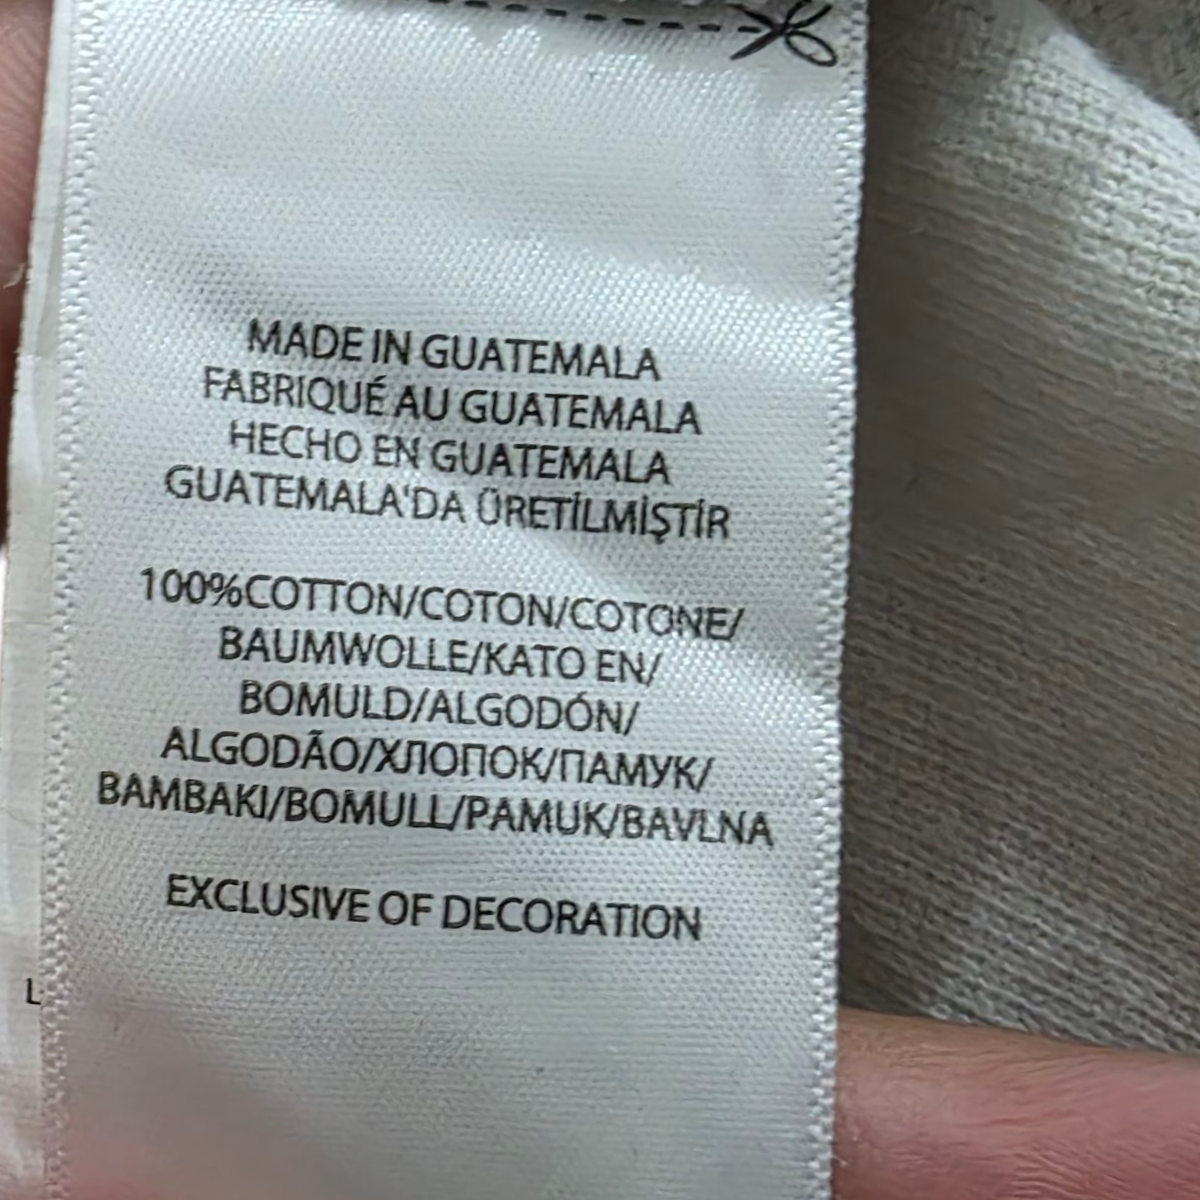 MADE IN GUATEMALA
FABRIQUÉ AU GUATEMALA
HECHO EN GUATEMALA
GUATEMALA'DA ÜRETİLMİŞTİR
100%COTTON/COTON/COTONE/
BAUMWOLLE/KATO EN/
BOMULD/ALGODÓN/
ALGODÃO/ХЛОПОК/ПАМУК/
BAMBAKI/BOMULL/PAMUK/BAVLNA
EXCLUSIVE OF DECORATION
L